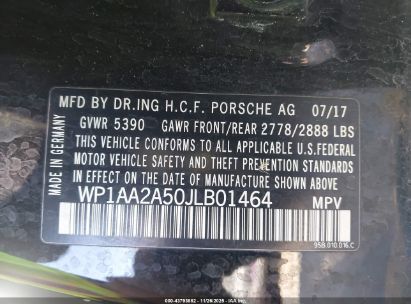 MFD BY DR.ING H.C.F. PORSCHE AG 07/17
GVWR 5390 GAWR FRONT/REAR 2778/2888 LBS
THIS VEHICLE CONFORMS TO ALL APPLICABLE U.S.FEDERAL
MOTOR VEHICLE SAFETY AND THEFT PREVENTION STANDARDS
IN EFFECT ON THE DATE OF MANUFACTURE SHOWN ABOVE
WP1AA2A50JLB01464 MPV
MADE IN GERMANY
95B.010.016.C